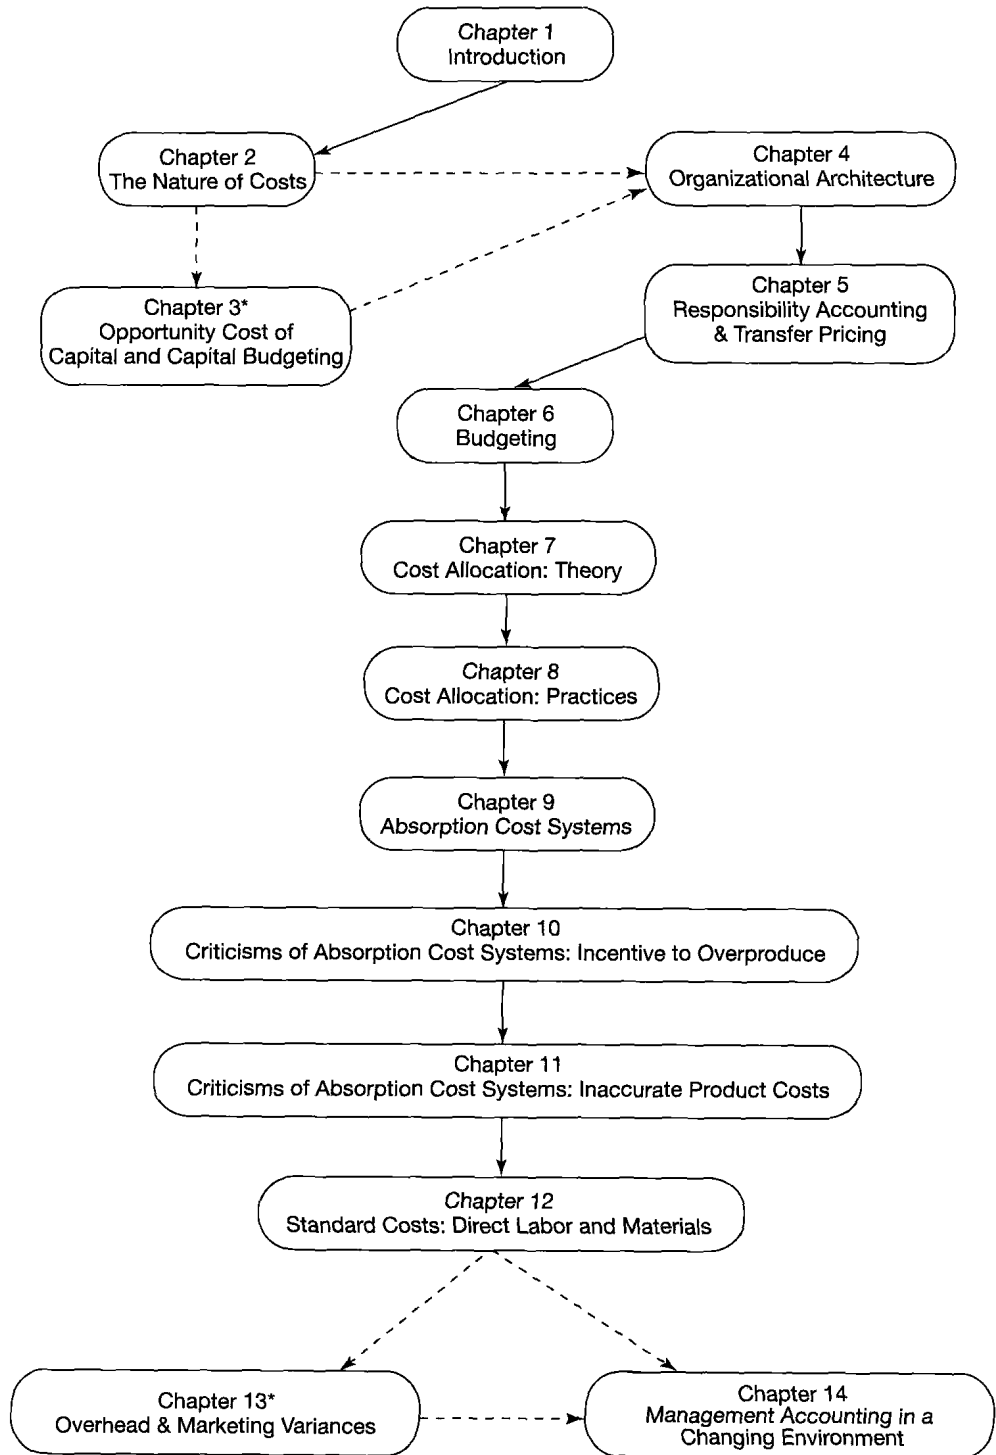 Chapter 1
Introduction
Chapter 2
The Nature of Costs
Chapter 4
Organizational Architecture
Chapter 3*
Opportunity Cost of
Capital and Capital Budgeting
Chapter 5
Responsibility Accounting
& Transfer Pricing
Chapter 6
Budgeting
Chapter 7
Cost Allocation: Theory
Chapter 8
Cost Allocation: Practices
Chapter 9
Absorption Cost Systems
Chapter 10
Criticisms of Absorption Cost Systems: Incentive to Overproduce
Chapter 11
Criticisms of Absorption Cost Systems: Inaccurate Product Costs
Chapter 12
Standard Costs: Direct Labor and Materials
Chapter 13*
Overhead & Marketing Variances
Chapter 14
Management Accounting in a
Changing Environment